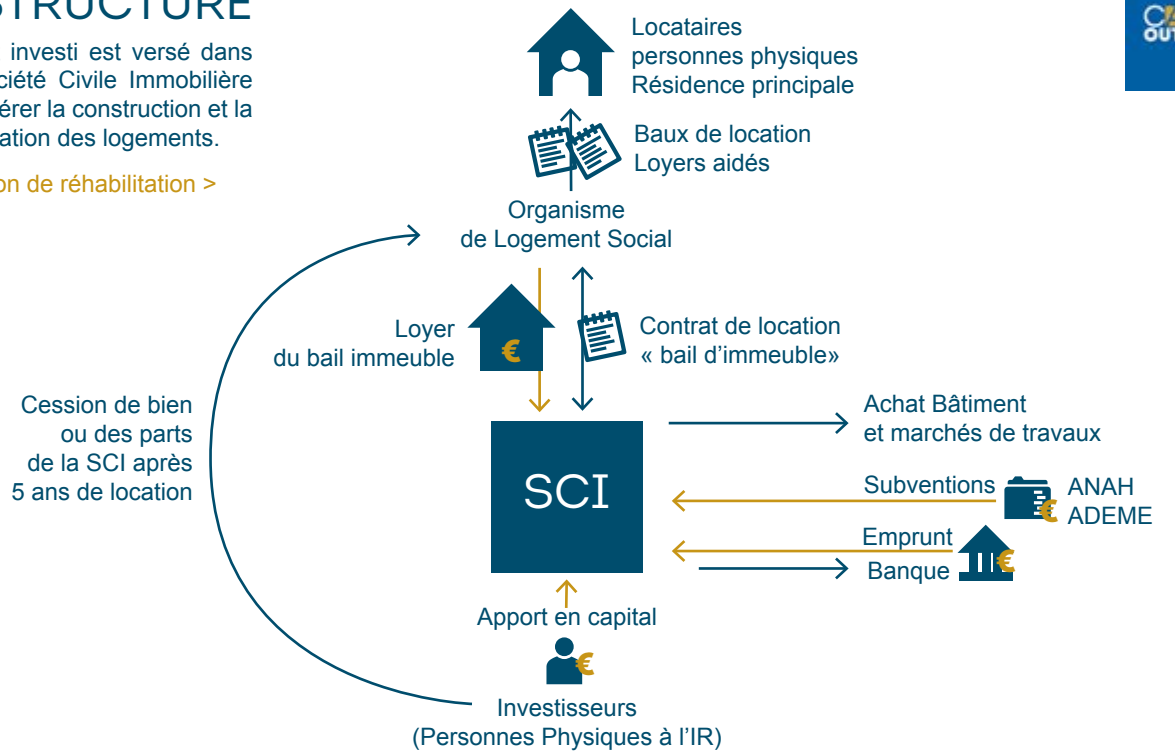 STRUCTURE
investi est versé dans
ciété Civile Immobilière
érer la construction et la
ation des logements.
on de réhabilitation >
Locataires
personnes physiques
Résidence principale
Baux de location
Loyers aidés
Organisme
de Logement Social
Loyer
du bail immeuble
€
Contrat de location
« bail d’immeuble»
Cession de bien
ou des parts
de la SCI après
5 ans de location
SCI
Achat Bâtiment
et marchés de travaux
Subventions
€
ANAH
ADEME
Emprunt
Banque
€
Apport en capital
€
Investisseurs
(Personnes Physiques à l’IR)